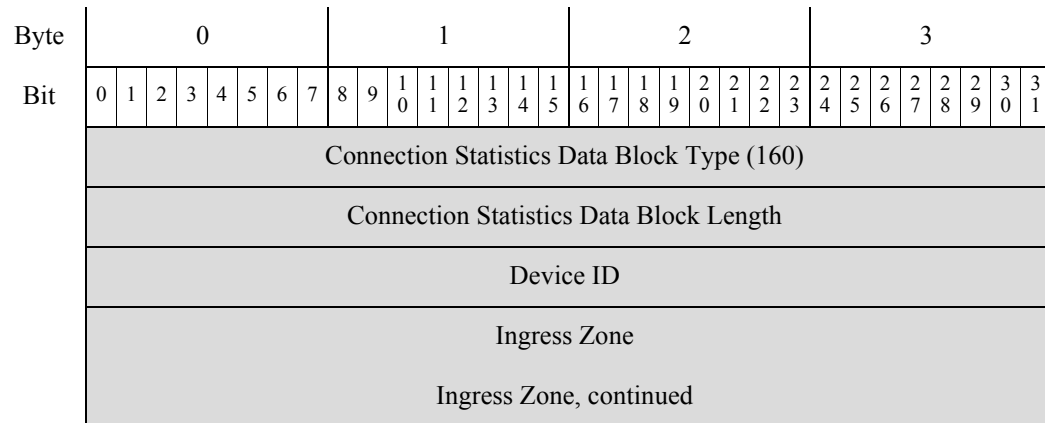 Byte 0 1 2 3
Bit 0 1 2 3 4 5 6 7 8 9 10 11 12 13 14 15 16 17 18 19 20 21 22 23 24 25 26 27 28 29 30 31
Connection Statistics Data Block Type (160)
Connection Statistics Data Block Length
Device ID
Ingress Zone
Ingress Zone, continued